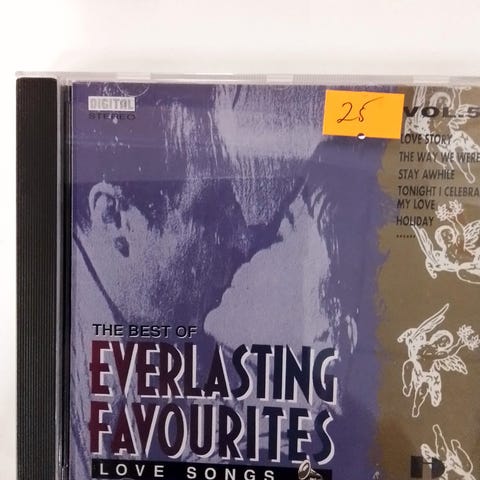 DIGITAL
STEREO
25
VOL.5
LOVE STORY
THE WAY WE WERE
STAY AWHILE
TONIGHT I CELEBRA
MY LOVE
HOLIDAY
......
THE BEST OF
EVERLASTING
FAVOURITES
LOVE SONGS On